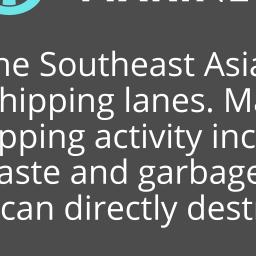 he Southeast Asia
hipping lanes. Ma
pping activity inc
aste and garbage
can directly dest